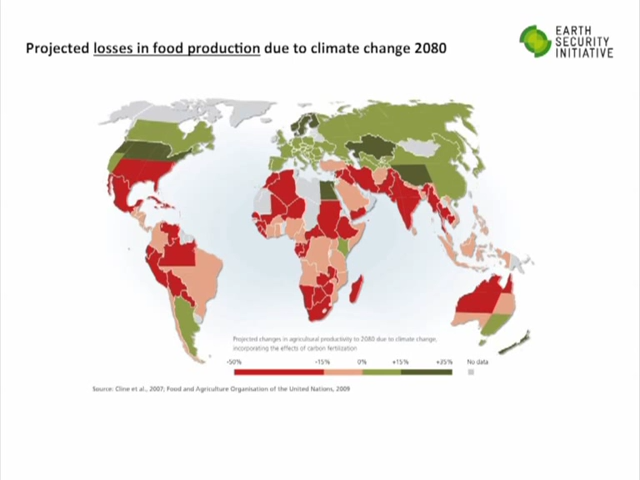 Projected losses in food production due to climate change 2080
EARTH
SECURITY
INITIATIVE
Projected changes in agricultural productivity to 2080 due to climate change,
incorporating the effects of carbon fertilization
-50% -15% 0% +15% +35% No data
Source: Cline et al., 2007; Food and Agriculture Organisation of the United Nations, 2009